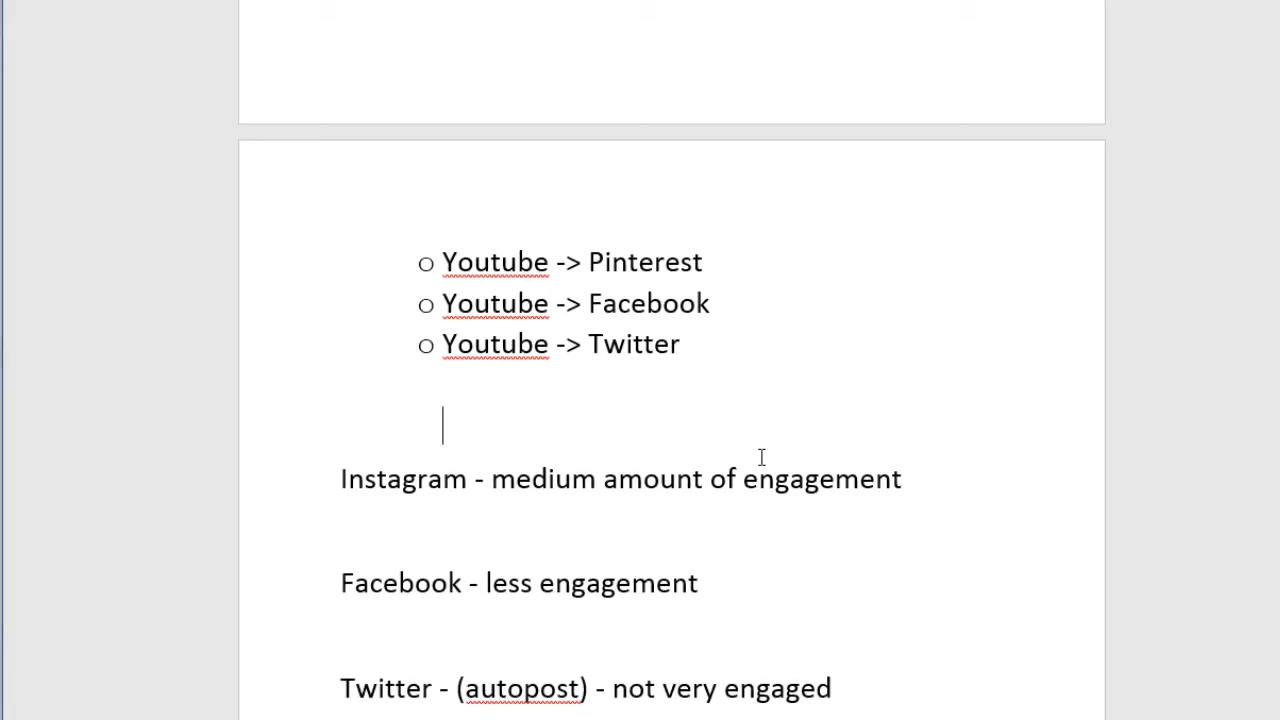 o Youtube -> Pinterest
o Youtube -> Facebook
o Youtube -> Twitter
Instagram - medium amount of engagement
Facebook - less engagement
Twitter - (autopost) - not very engaged